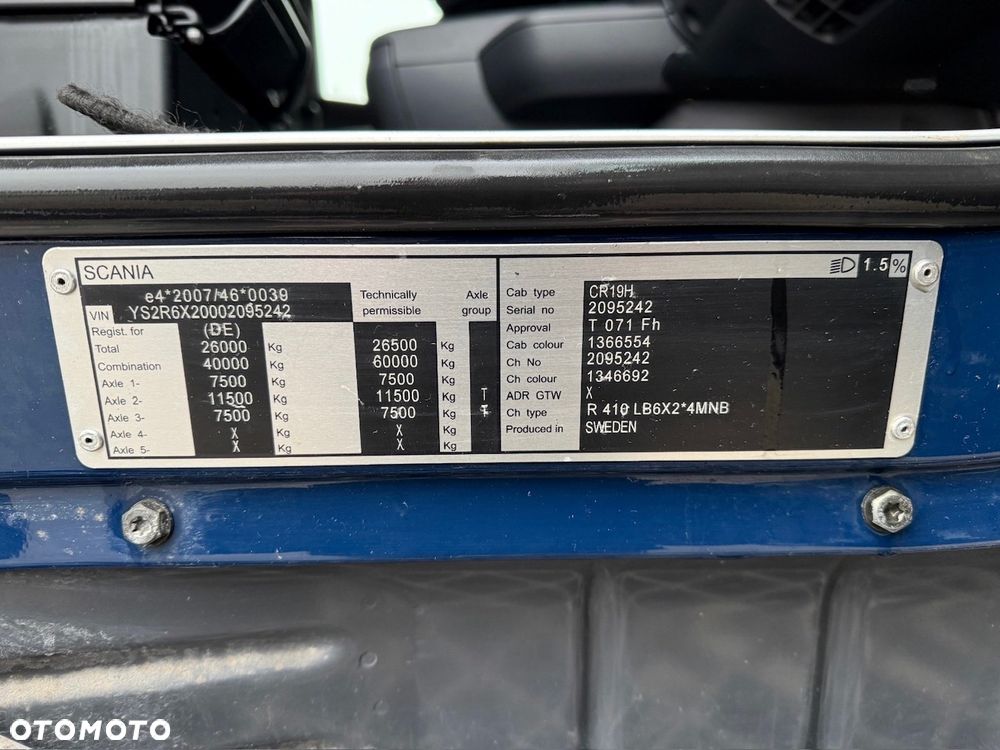 SCANIA
e4*2007/46*0039
VIN YS2R6X20002095242
Technically permissible
Axle group
Regist. for (DE)
Total 26000 Kg 26500 Kg
Combination 40000 Kg 60000 Kg
Axle 1- 7500 Kg 7500 Kg
Axle 2- 11500 Kg 11500 Kg T
Axle 3- 7500 Kg 7500 Kg T
Axle 4- X Kg X Kg
Axle 5- X Kg X Kg
1.5%
Cab type CR19H
Serial no 2095242
Approval T 071 Fh
Cab colour 1366554
Ch No 2095242
Ch colour 1346692
ADR GTW X
Ch type R 410 LB6X2*4MNB
Produced in SWEDEN
OTOMOTO